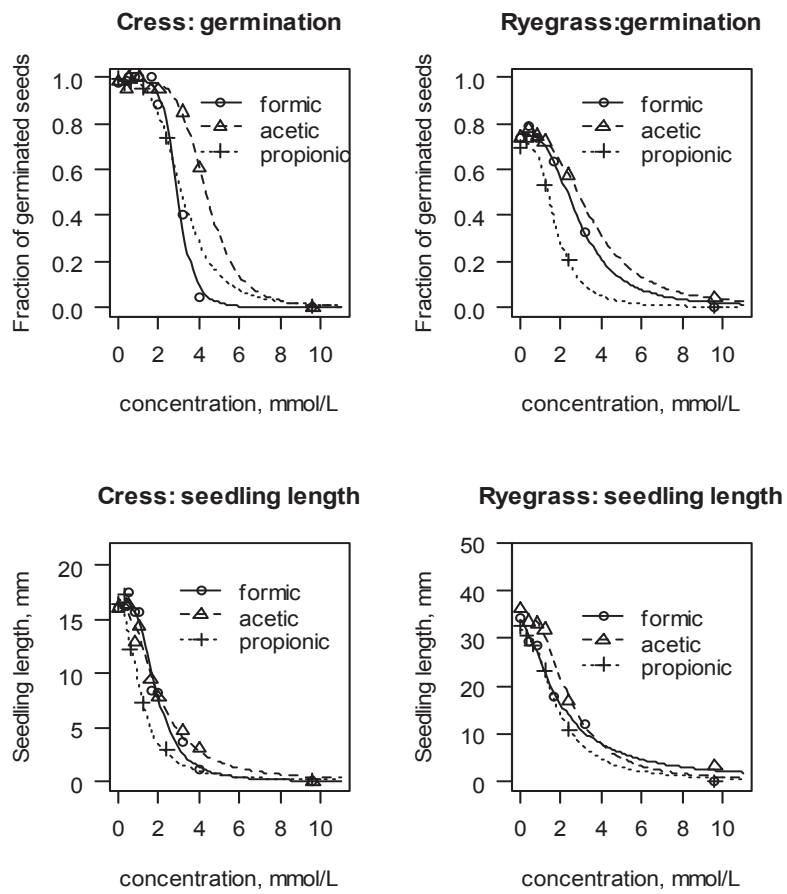 Cress: germination
Fraction of germinated seeds
1.0
0.8
0.6
0.4
0.2
0.0
formic
acetic
propionic
0 2 4 6 8 10
concentration, mmol/L
Ryegrass:germination
Fraction of germinated seeds
1.0
0.8
0.6
0.4
0.2
0.0
formic
acetic
propionic
0 2 4 6 8 10
concentration, mmol/L
Cress: seedling length
Seedling length, mm
20
15
10
5
0
formic
acetic
propionic
0 2 4 6 8 10
concentration, mmol/L
Ryegrass: seedling length
Seedling length, mm
50
40
30
20
10
0
formic
acetic
propionic
0 2 4 6 8 10
concentration, mmol/L